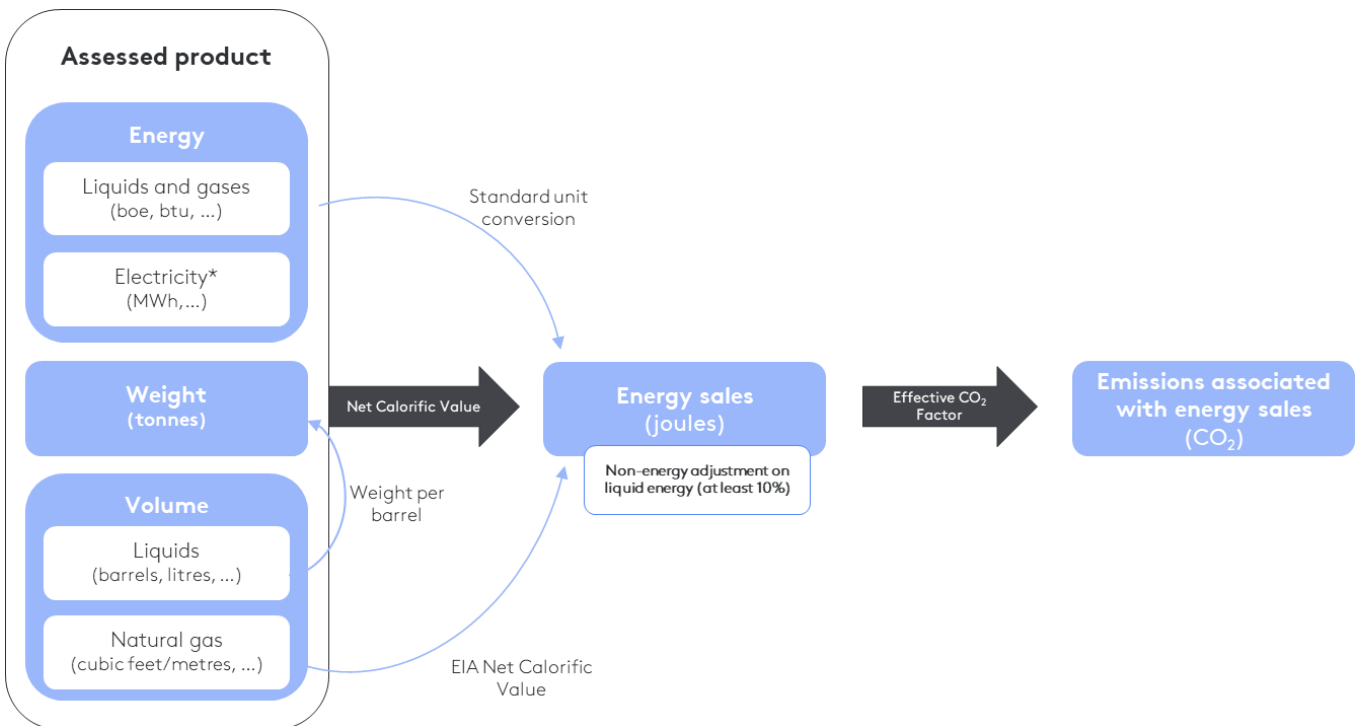 Assessed product
Energy
Liquids and gases
(boe, btu, ...)
Electricity*
(MWh,...)
Weight
(tonnes)
Volume
Liquids
(barrels, litres, ...)
Natural gas
(cubic feet/metres, ...)
Standard unit
conversion
Net Calorific Value
Weight per
barrel
EIA Net Calorific
Value
Energy sales
(joules)
Non-energy adjustment on
liquid energy (at least 10%)
Effective CO₂
Factor
Emissions associated
with energy sales
(CO₂)